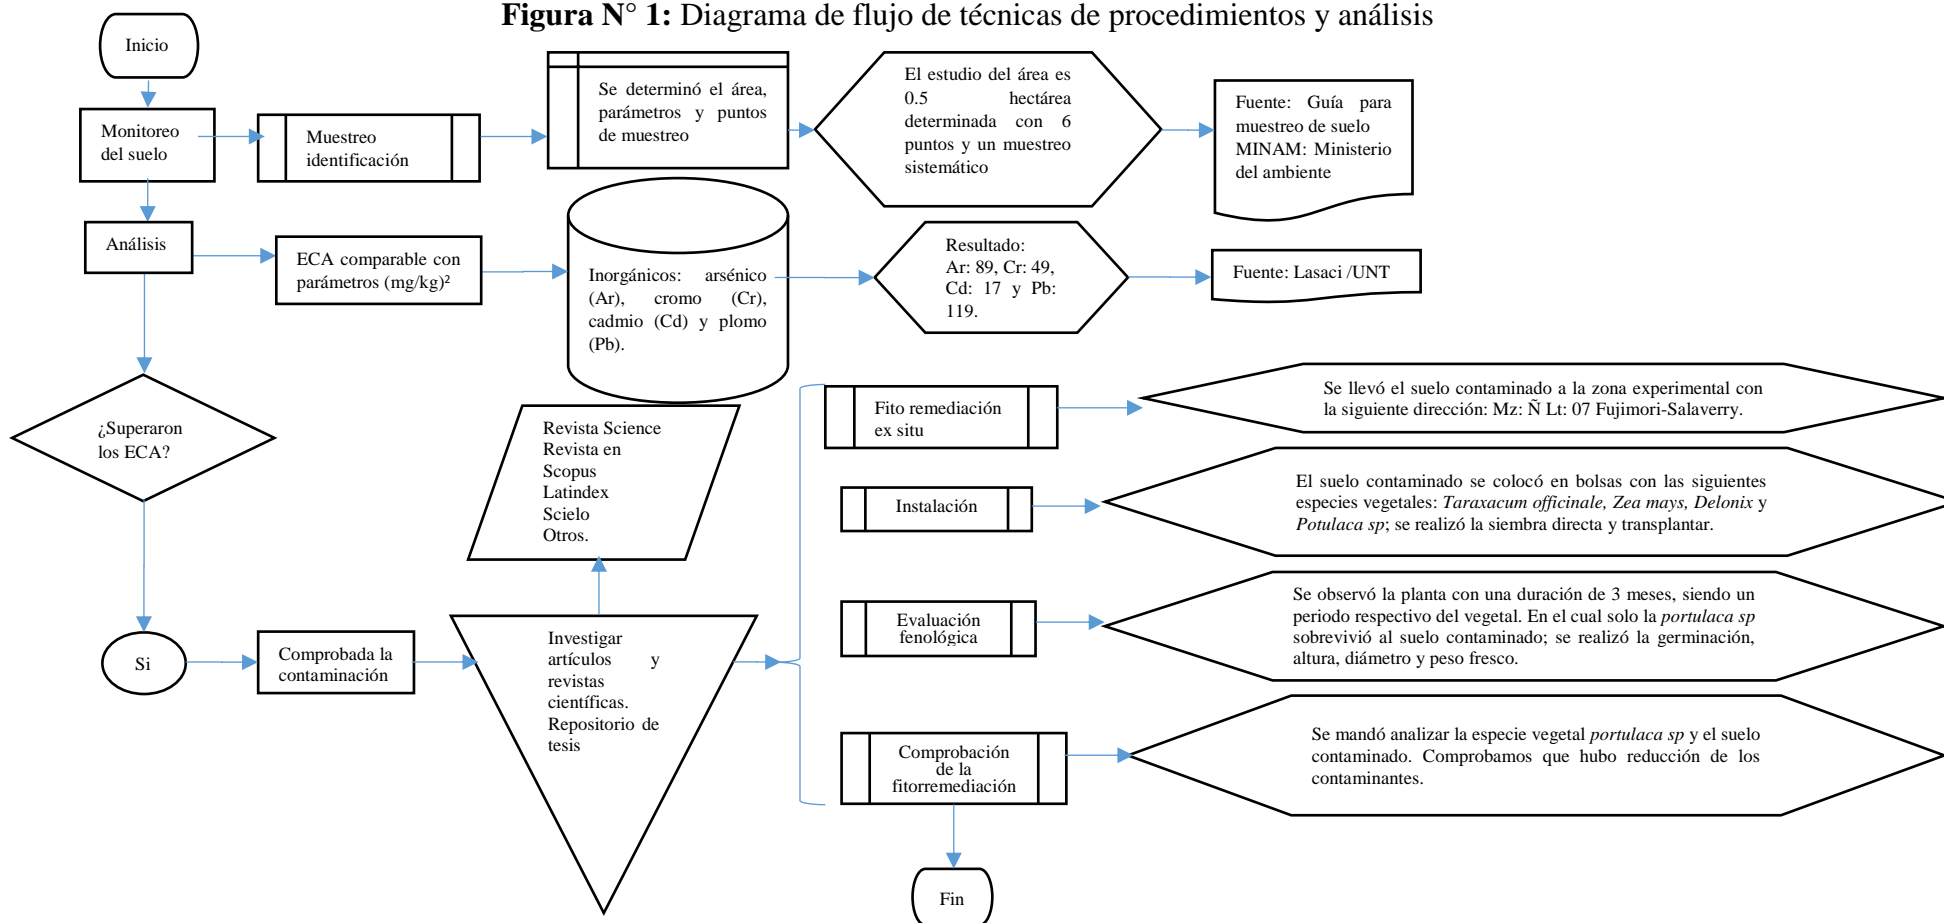 Figura N° 1: Diagrama de flujo de técnicas de procedimientos y análisis
Inicio
Monitoreo
del suelo
Muestreo
identificación
Se determinó el área,
parámetros y puntos
de muestreo
El estudio del área es
0.5 hectárea
determinada con 6
puntos y un muestreo
sistemático
Fuente: Guía para
muestreo de suelo
MINAM: Ministerio
del ambiente
Análisis
ECA comparable con
parámetros (mg/kg)²
Inorgánicos: arsénico
(Ar), cromo (Cr),
cadmio (Cd) y plomo
(Pb).
Resultado:
Ar: 89, Cr: 49,
Cd: 17 y Pb:
119.
Fuente: Lasaci /UNT
¿Superaron
los ECA?
Si
Comprobada la
contaminación
Investigar
artículos y
revistas
científicas.
Repositorio de
tesis
Revista Science
Revista en
Scopus
Latindex
Scielo
Otros.
Fito remediación
ex situ
Se llevó el suelo contaminado a la zona experimental con
la siguiente dirección: Mz: Ñ Lt: 07 Fujimori-Salaverry.
Instalación
El suelo contaminado se colocó en bolsas con las siguientes
especies vegetales: Taraxacum officinale, Zea mays, Delonix y
Potulaca sp; se realizó la siembra directa y transplantar.
Evaluación
fenológica
Se observó la planta con una duración de 3 meses, siendo un
periodo respectivo del vegetal. En el cual solo la portulaca sp
sobrevivió al suelo contaminado; se realizó la germinación,
altura, diámetro y peso fresco.
Comprobación
de la
fitorremediación
Se mandó analizar la especie vegetal portulaca sp y el suelo
contaminado. Comprobamos que hubo reducción de los
contaminantes.
Fin